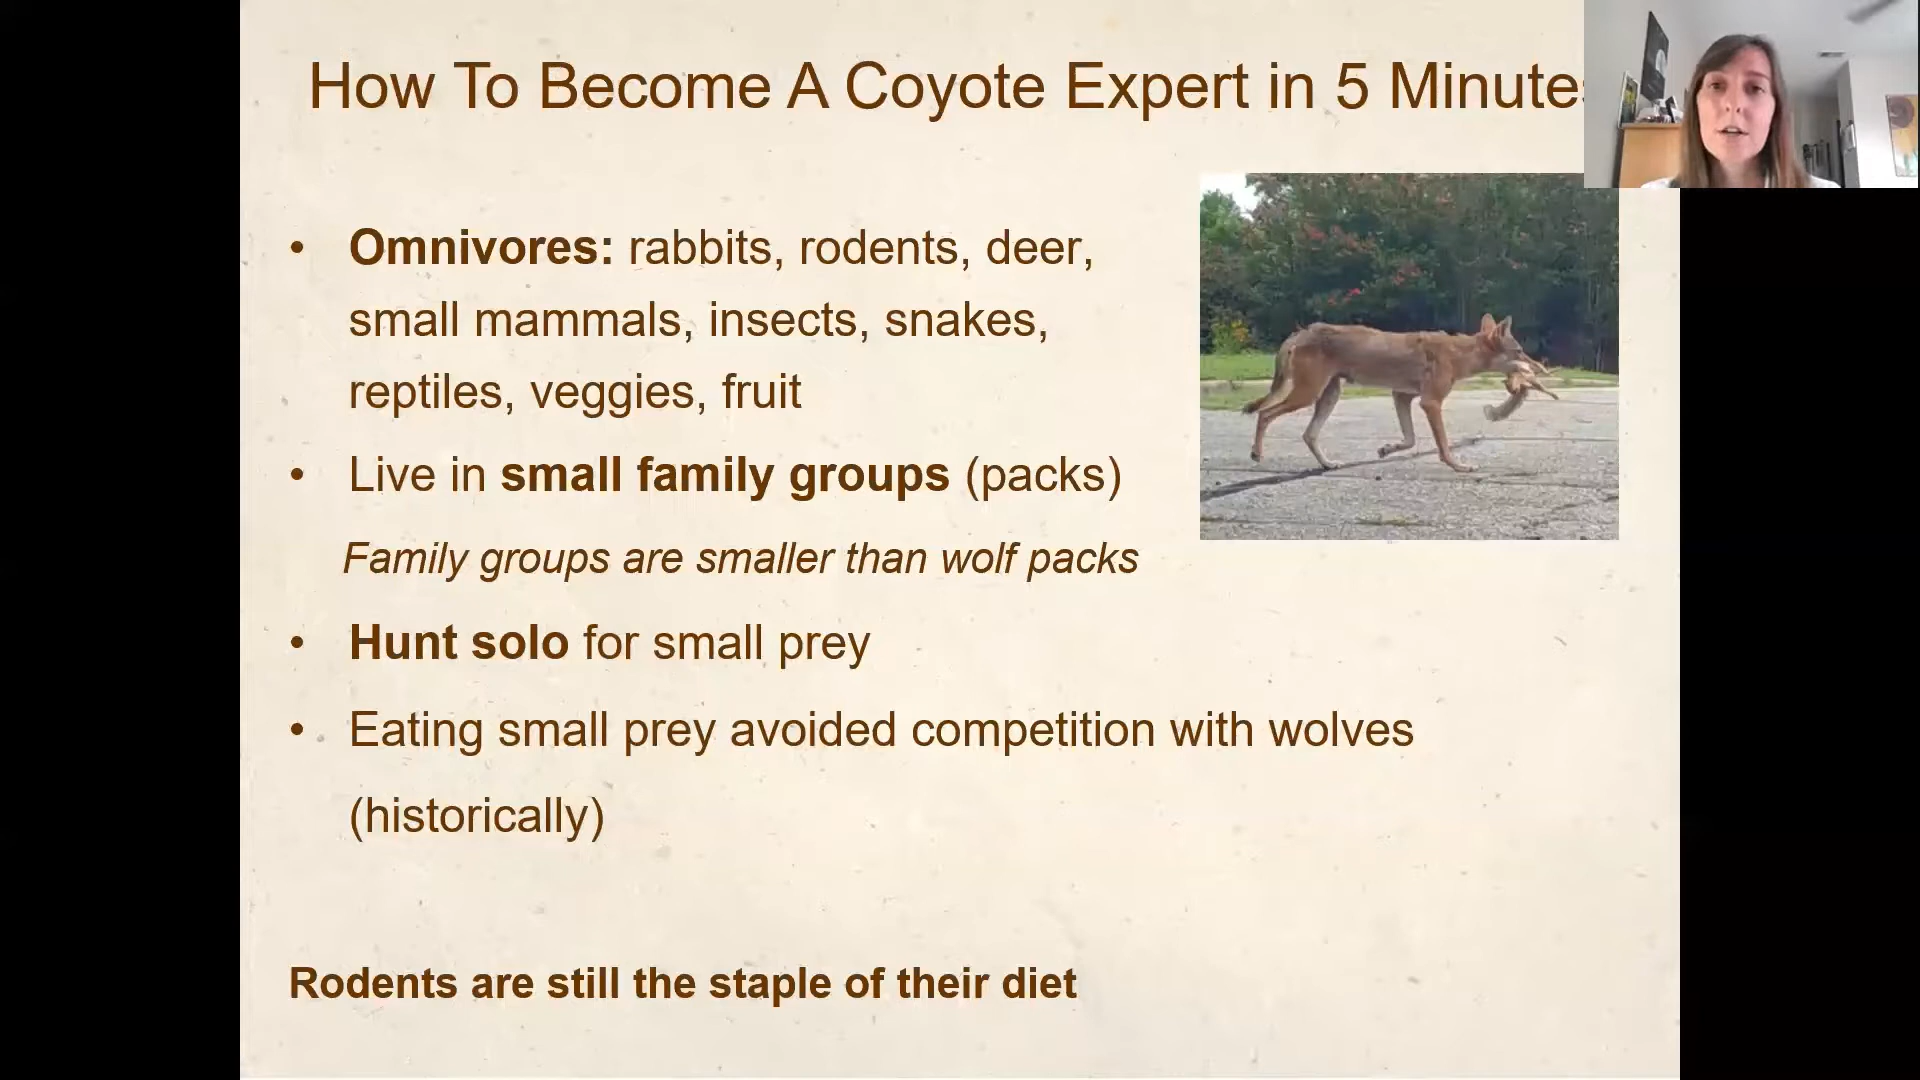 How To Become A Coyote Expert in 5 Minutes
• Omnivores: rabbits, rodents, deer,
small mammals, insects, snakes,
reptiles, veggies, fruit
• Live in small family groups (packs)
Family groups are smaller than wolf packs
• Hunt solo for small prey
• Eating small prey avoided competition with wolves
(historically)
Rodents are still the staple of their diet